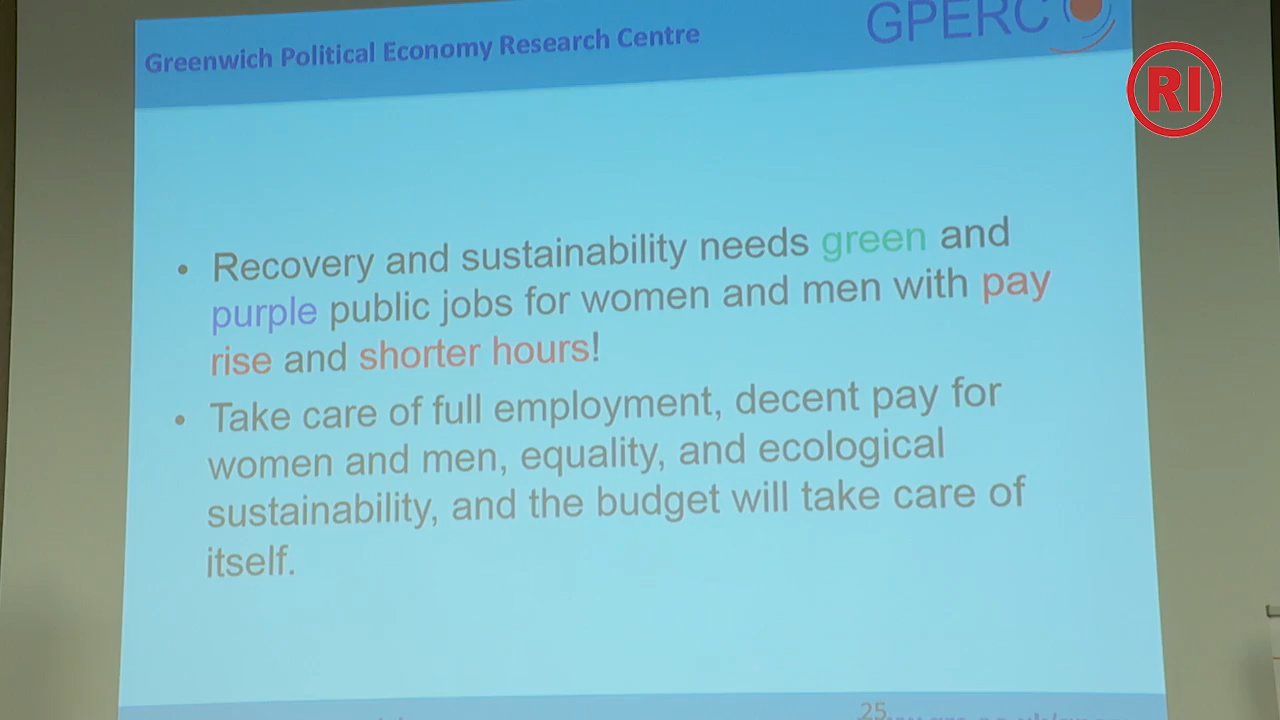 Greenwich Political Economy Research Centre
GPERC
RI
• Recovery and sustainability needs green and
purple public jobs for women and men with pay
rise and shorter hours!
• Take care of full employment, decent pay for
women and men, equality, and ecological
sustainability, and the budget will take care of
itself.
25